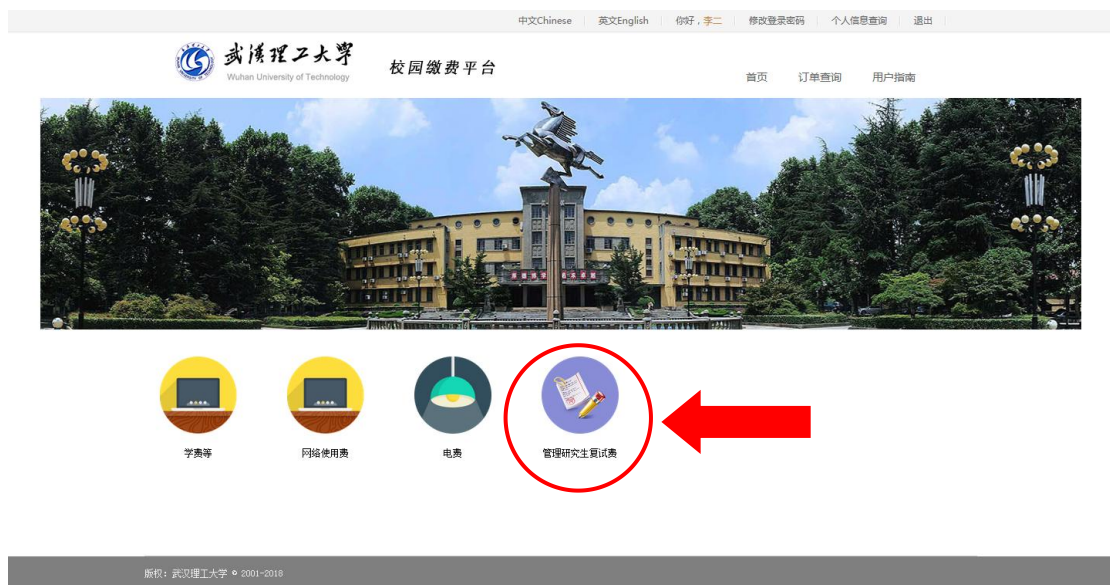 中文Chinese 英文English 你好，李二 修改登录密码 个人信息查询 退出
武汉理工大学
Wuhan University of Technology
校园缴费平台
首页 订单查询 用户指南
学费等 网络使用费 电费 管理研究生复试费
版权：武汉理工大学 © 2001-2018